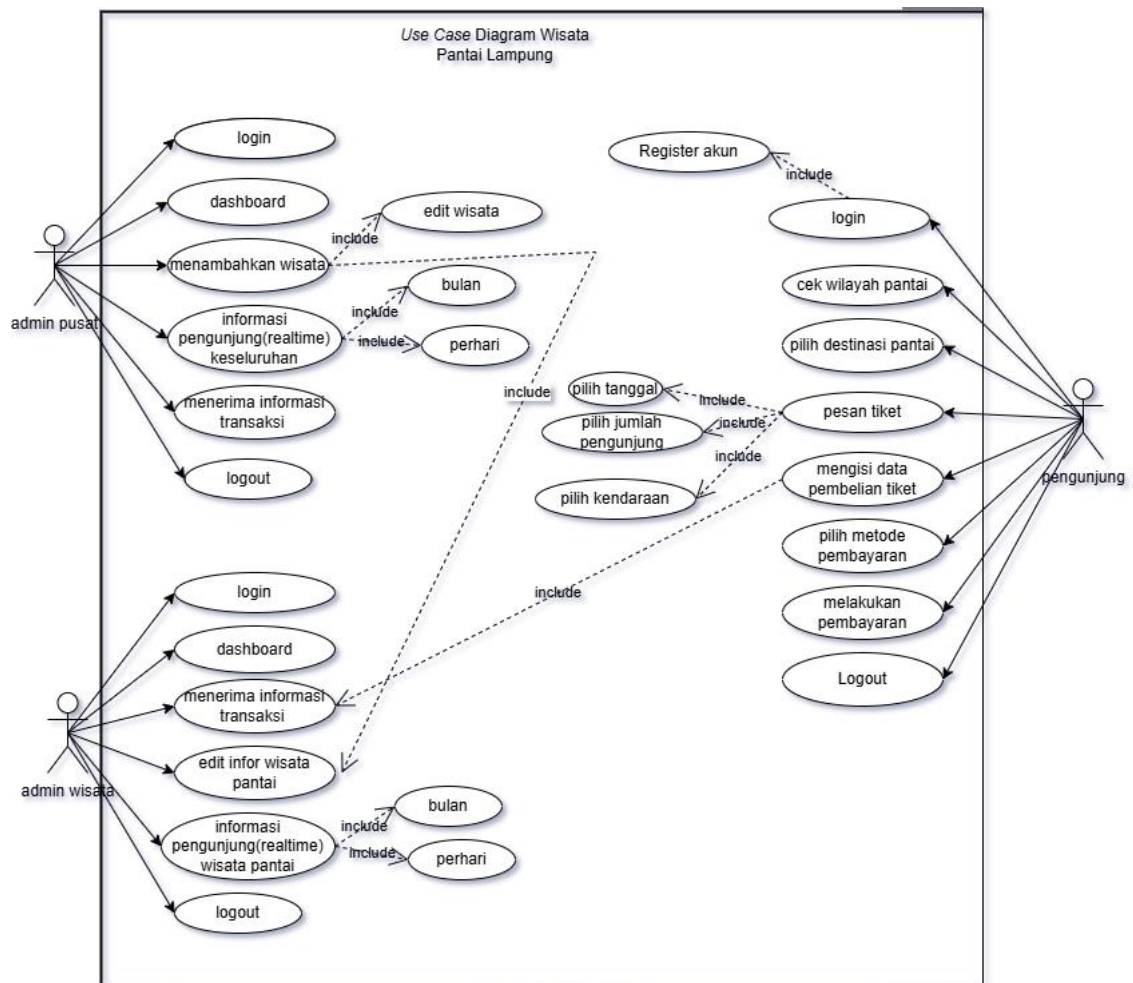 Use Case Diagram Wisata
Pantai Lampung
login
dashboard
menambahkan wisata
include
edit wisata
informasi
pengunjung(realtime)
keseluruhan
include
bulan
include
perhari
menerima informasi
transaksi
logout
admin pusat
include
Register akun
include
login
cek wilayah pantai
pilih destinasi pantai
pesan tiket
include
pilih tanggal
include
pilih jumlah
pengunjung
include
pilih kendaraan
mengisi data
pembelian tiket
include
pilih metode
pembayaran
melakukan
pembayaran
Logout
pengunjung
login
dashboard
menerima informasi
transaksi
edit infor wisata
pantai
informasi
pengunjung(realtime)
wisata pantai
include
bulan
include
perhari
logout
admin wisata